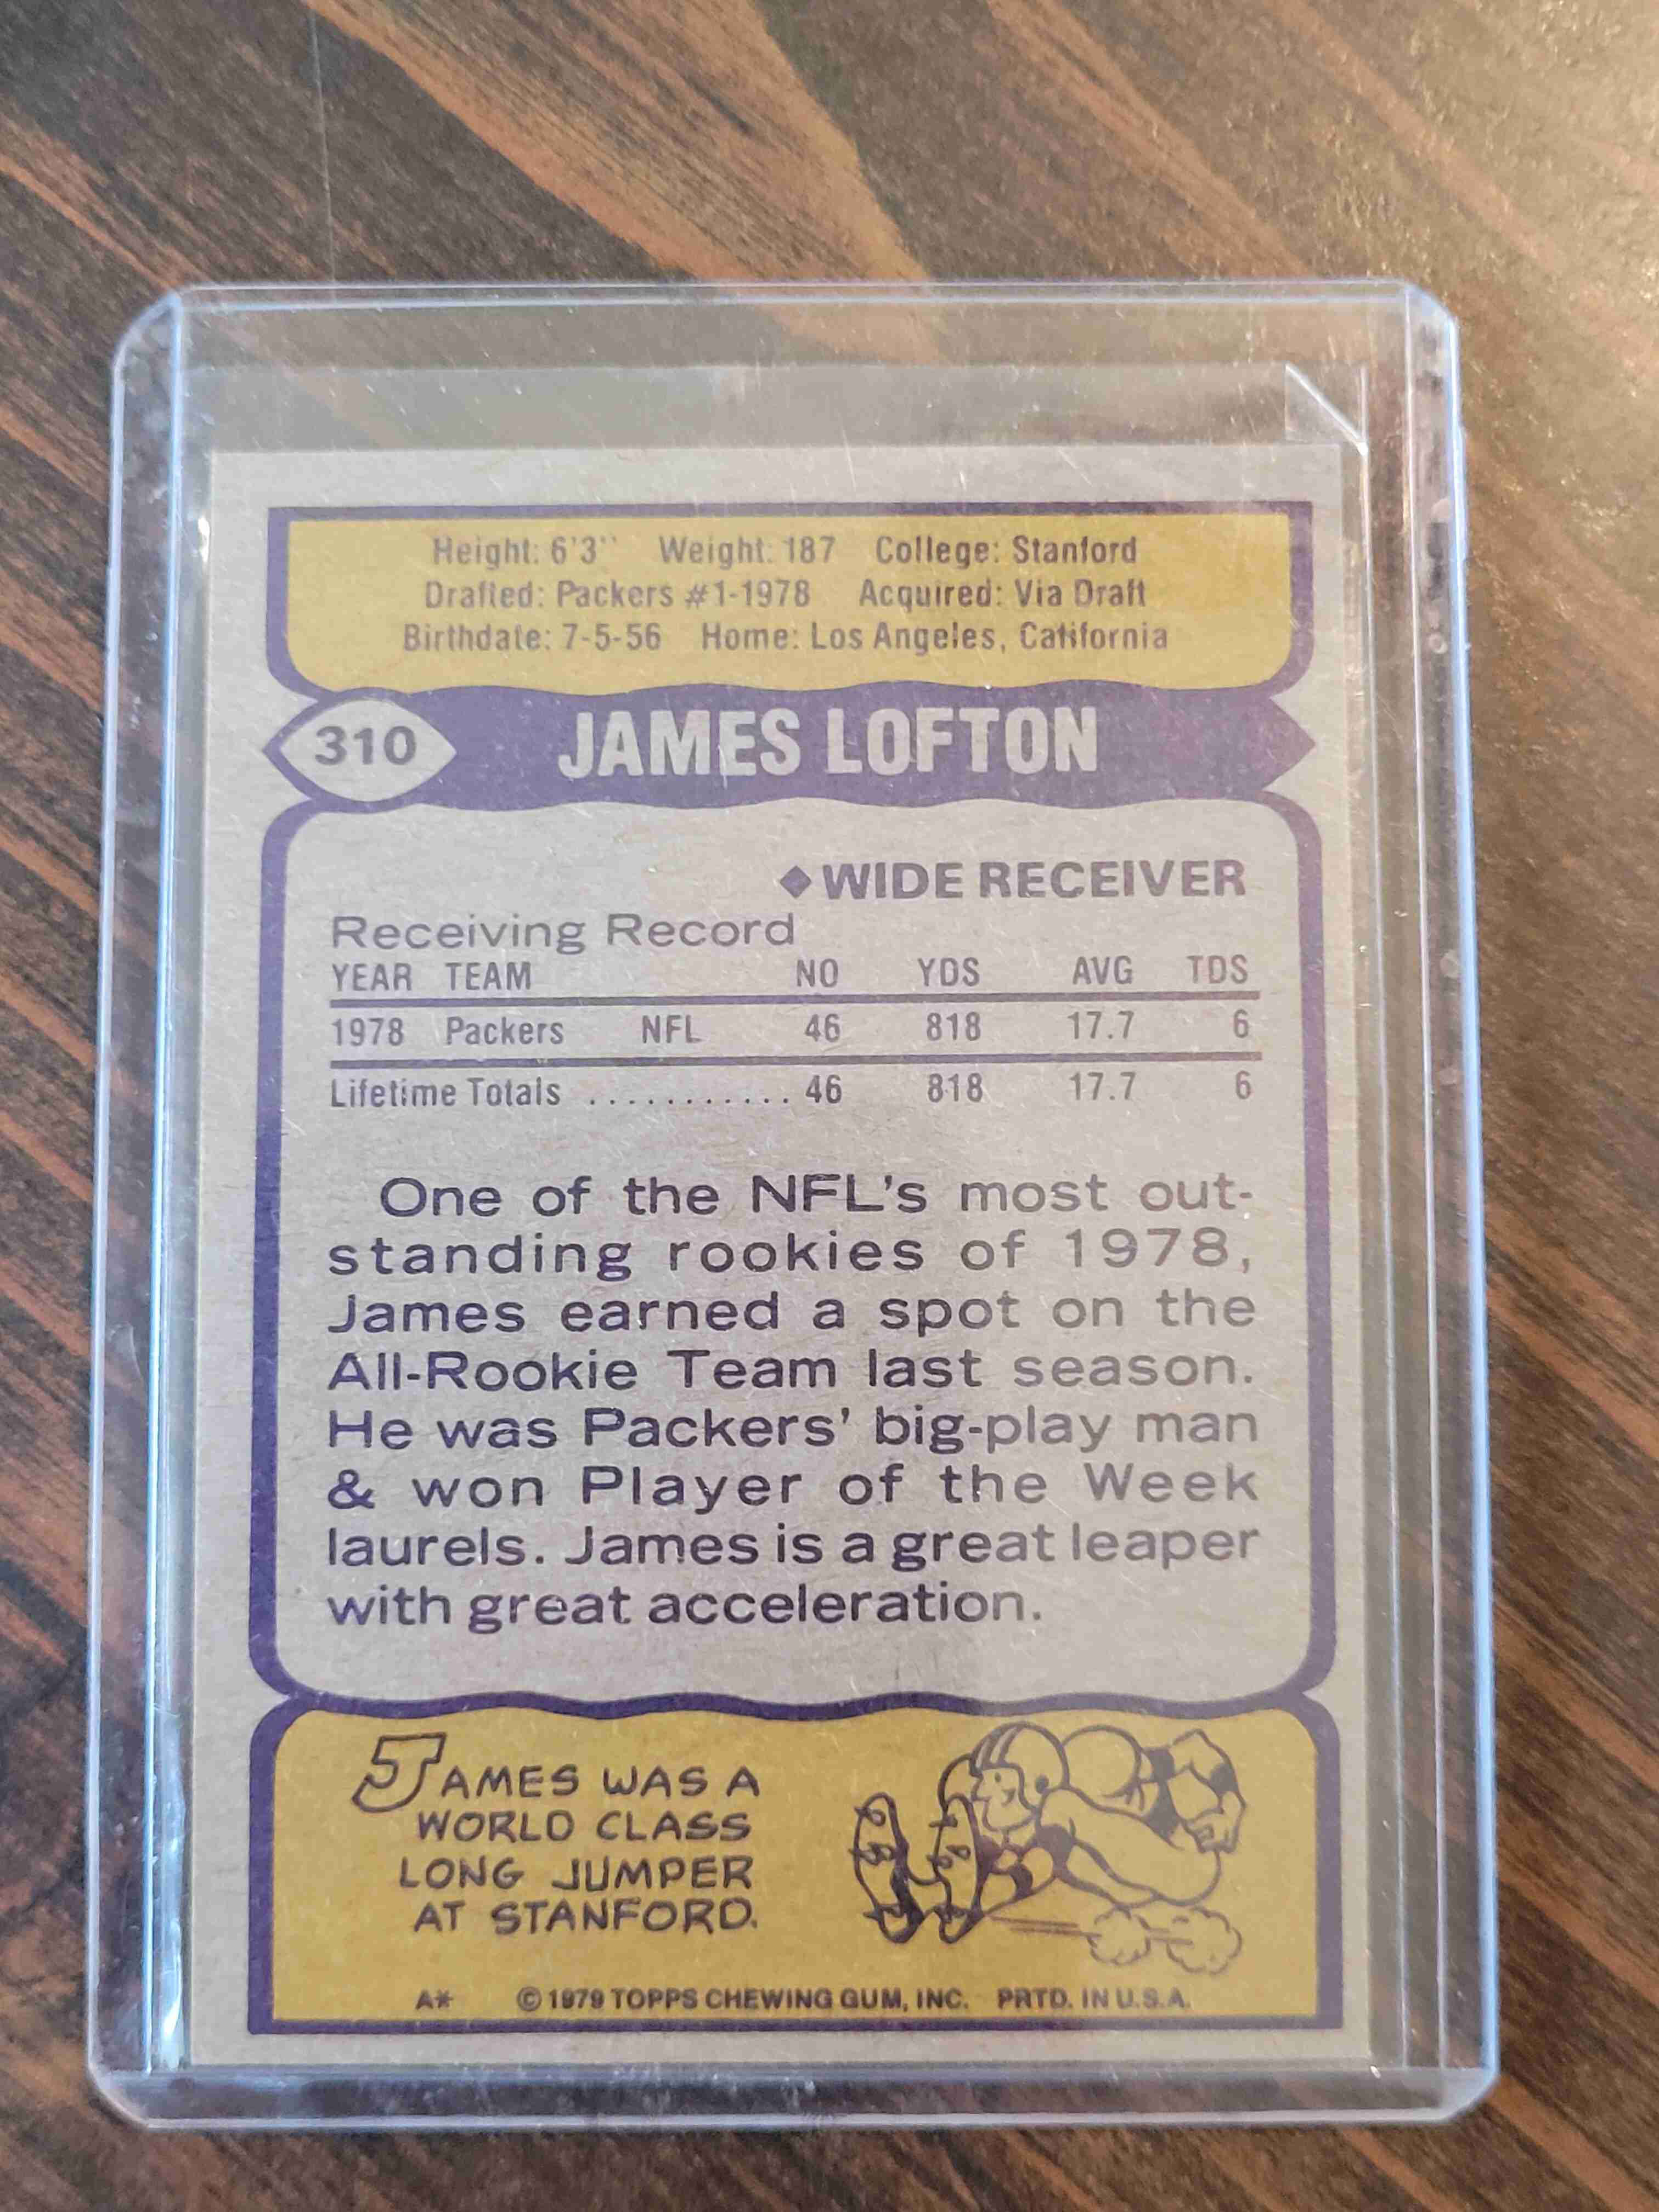 Height: 6'3" Weight: 187 College: Stanford
Drafted: Packers #1-1978 Acquired: Via Draft
Birthdate: 7-5-56 Home: Los Angeles, California
310 JAMES LOFTON
◆WIDE RECEIVER
Receiving Record
YEAR TEAM NO YDS AVG TDS
1978 Packers NFL 46 818 17.7 6
Lifetime Totals ........... 46 818 17.7 6
One of the NFL's most out-
standing rookies of 1978,
James earned a spot on the
All-Rookie Team last season.
He was Packers' big-play man
& won Player of the Week
laurels. James is a great leaper
with great acceleration.
JAMES WAS A
WORLD CLASS
LONG JUMPER
AT STANFORD.
A* © 1979 TOPPS CHEWING GUM, INC. PRTD. IN U.S.A.